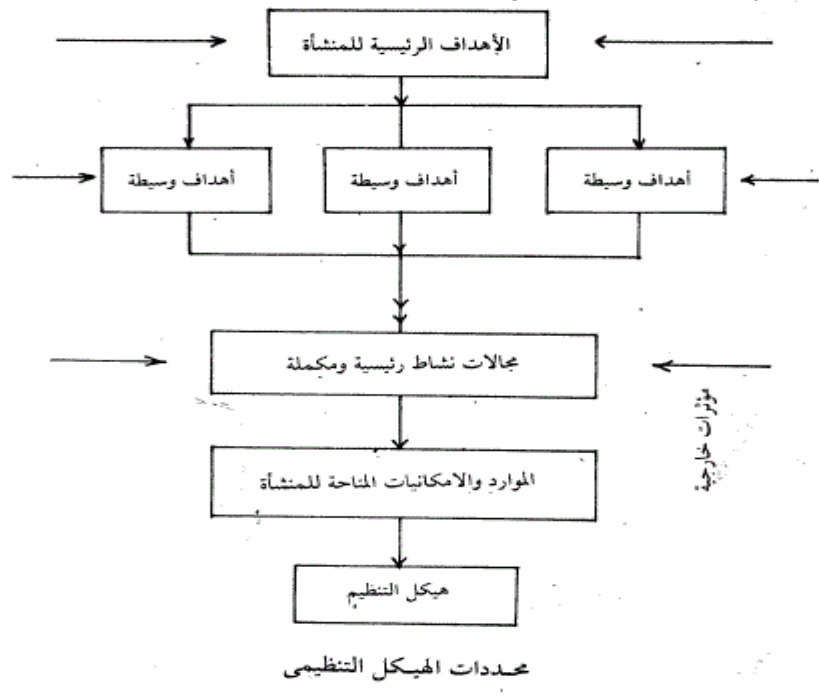 الأهداف الرئيسية للمنشأة
أهداف وسيطة
أهداف وسيطة
أهداف وسيطة
مجالات نشاط رئيسية ومكملة
مؤثرات خارجية
الموارد والامكانيات المتاحة للمنشأة
هيكل التنظيم
محددات الهيكل التنظيمى